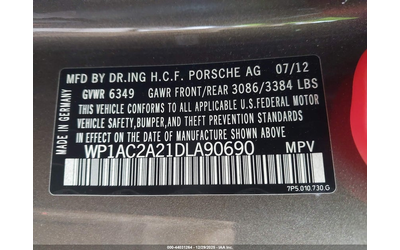 MFD BY DR.ING H.C.F. PORSCHE AG 07/12
GVWR 6349 GAWR FRONT/REAR 3086/3384 LBS
MADE IN GERMANY
THIS VEHICLE CONFORMS TO ALL APPLICABLE
U.S. FEDERAL MOTOR VEHICLE SAFETY, BUMPER,
AND THEFT PREVENTION STANDARDS IN EFFECT
ON THE DATE OF MANUFACTURE SHOWN ABOVE.
WP1AC2A21DLA90690 MPV
7P5.010.730.G